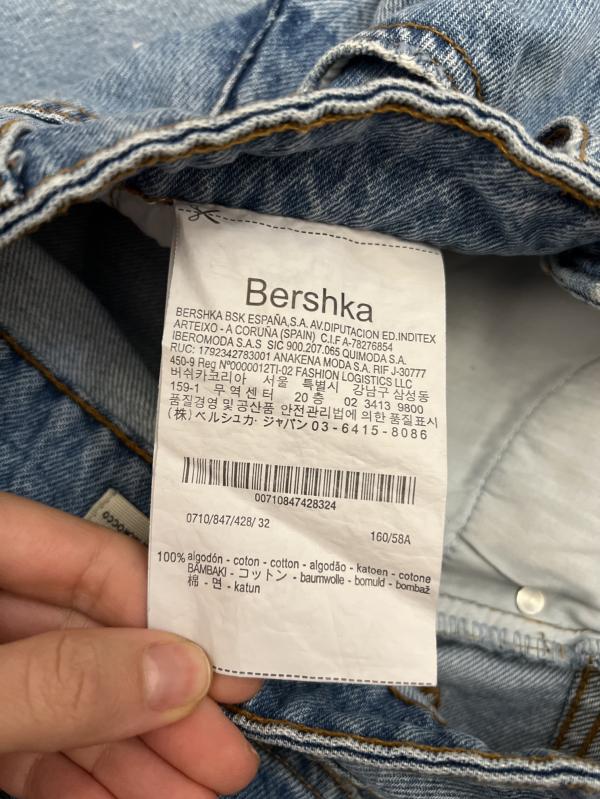 Bershka
BERSHKA BSK ESPAÑA,S.A. AV.DIPUTACION ED.INDITEX
ARTEIXO - A CORUÑA (SPAIN) C.I.F A-78276854
IBEROMODA S.A.S SIC 900.207.065 QUIMODA S.A.
RUC: 1792342783001 ANAKENA MODA S.A. RIF J-30777
450-9 Reg Nº0000012TI-02 FASHION LOGISTICS LLC
버쉬카코리아 서울 특별시 강남구 삼성동
159-1 무역센터 20층 02 3413 9800
품질경영 및 공산품 안전관리법에 의한 품질표시
(株) ベルシュカ・ジャパン 03-6415-8086
00710847428324
0710/847/428/ 32 160/58A
100% algodón - coton - cotton - algodão - katoen - cotone
BAMBAKI - コットン - baumwolle - bomuld - bombaž
棉 - 면 - katun
MOROCCO